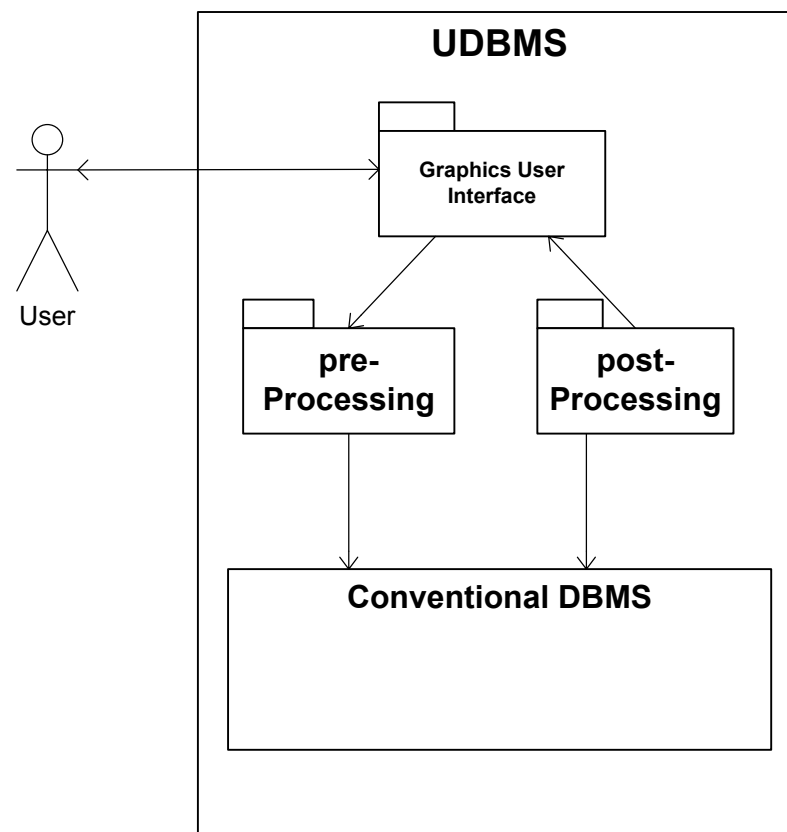 UDBMS
Graphics User
Interface
User
pre-
Processing
post-
Processing
Conventional DBMS